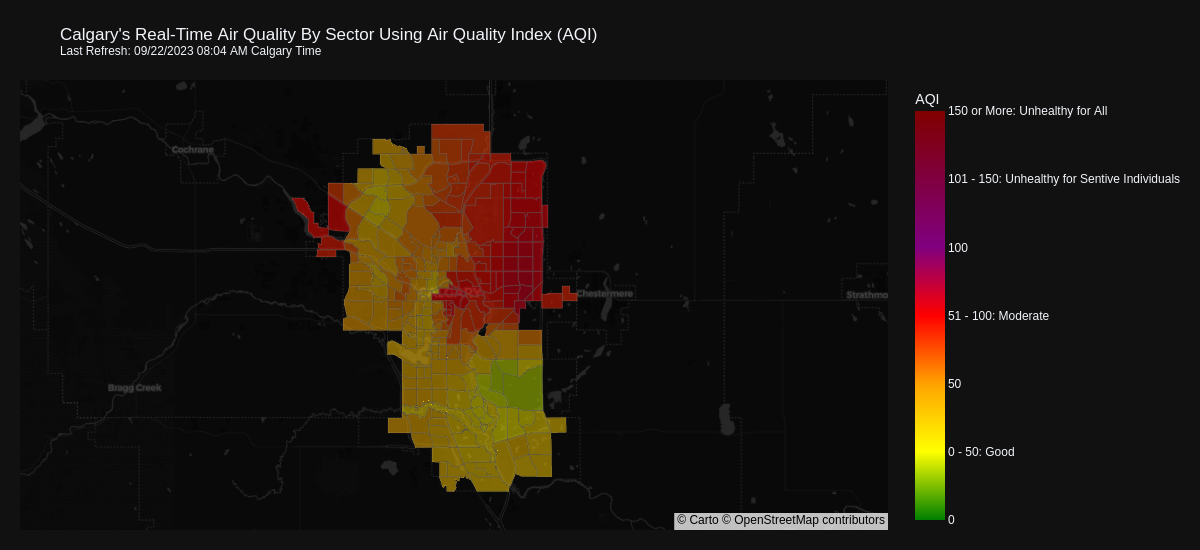 Calgary's Real-Time Air Quality By Sector Using Air Quality Index (AQI)
Last Refresh: 09/22/2023 08:04 AM Calgary Time
AQI
150 or More: Unhealthy for All
101 - 150: Unhealthy for Sentive Individuals
100
51 - 100: Moderate
50
0 - 50: Good
0
Cochrane
Chestermere
Strathmo
Bragg Creek
© Carto © OpenStreetMap contributors